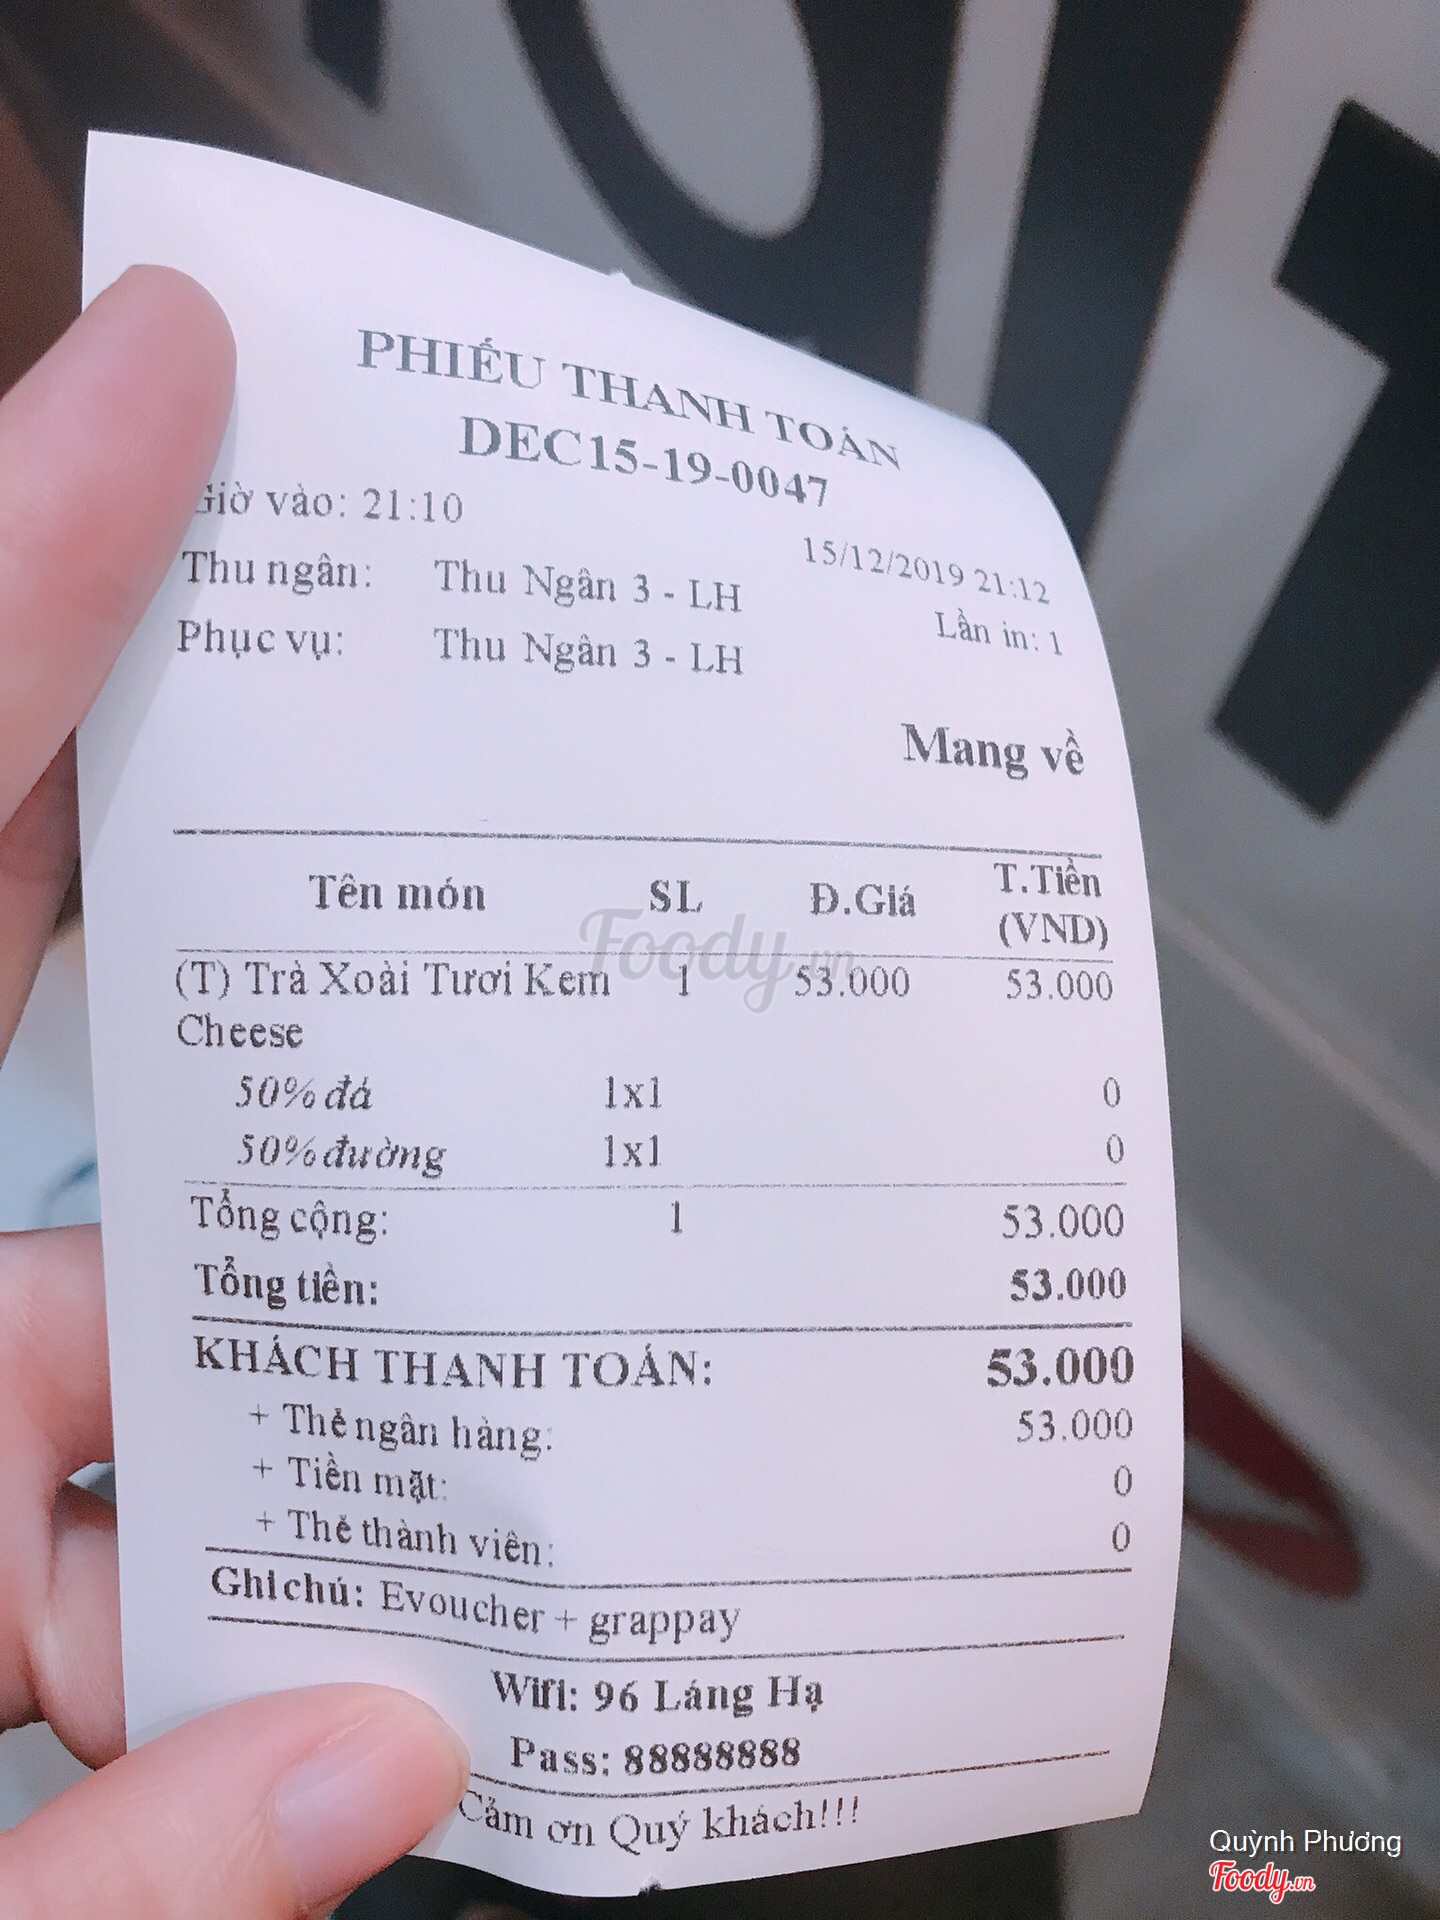 PHIẾU THANH TOÁN
DEC15-19-0047
Giờ vào: 21:10
15/12/2019 21:12
Thu ngân: Thu Ngân 3 - LH
Lần in: 1
Phục vụ: Thu Ngân 3 - LH
Mang về
Tên món SL Đ.Giá T.Tiền
(VND)
(T) Trà Xoài Tươi Kem 1 53.000 53.000
Cheese
50% đá 1x1 0
50% đường 1x1 0
Tổng cộng: 1 53.000
Tổng tiền: 53.000
KHÁCH THANH TOÁN: 53.000
+ Thẻ ngân hàng: 53.000
+ Tiền mặt: 0
+ Thẻ thành viên: 0
Ghi chú: Evoucher + grappay
Wifi: 96 Láng Hạ
Pass: 88888888
Cảm ơn Quý khách!!!
Foody.vn
Quỳnh Phương
Foody.vn